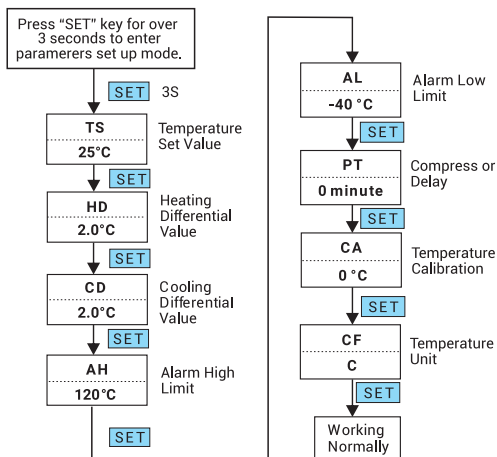 Press “SET” key for over
3 seconds to enter
paramerers set up mode.
SET 3S
TS
25°C
Temperature
Set Value
SET
HD
2.0°C
Heating
Differential
Value
SET
CD
2.0°C
Cooling
Differential
Value
SET
AH
120°C
Alarm High
Limit
SET
AL
-40 °C
Alarm Low
Limit
SET
PT
0 minute
Compress or
Delay
SET
CA
0 °C
Temperature
Calibration
SET
CF
C
Temperature
Unit
SET
Working
Normally